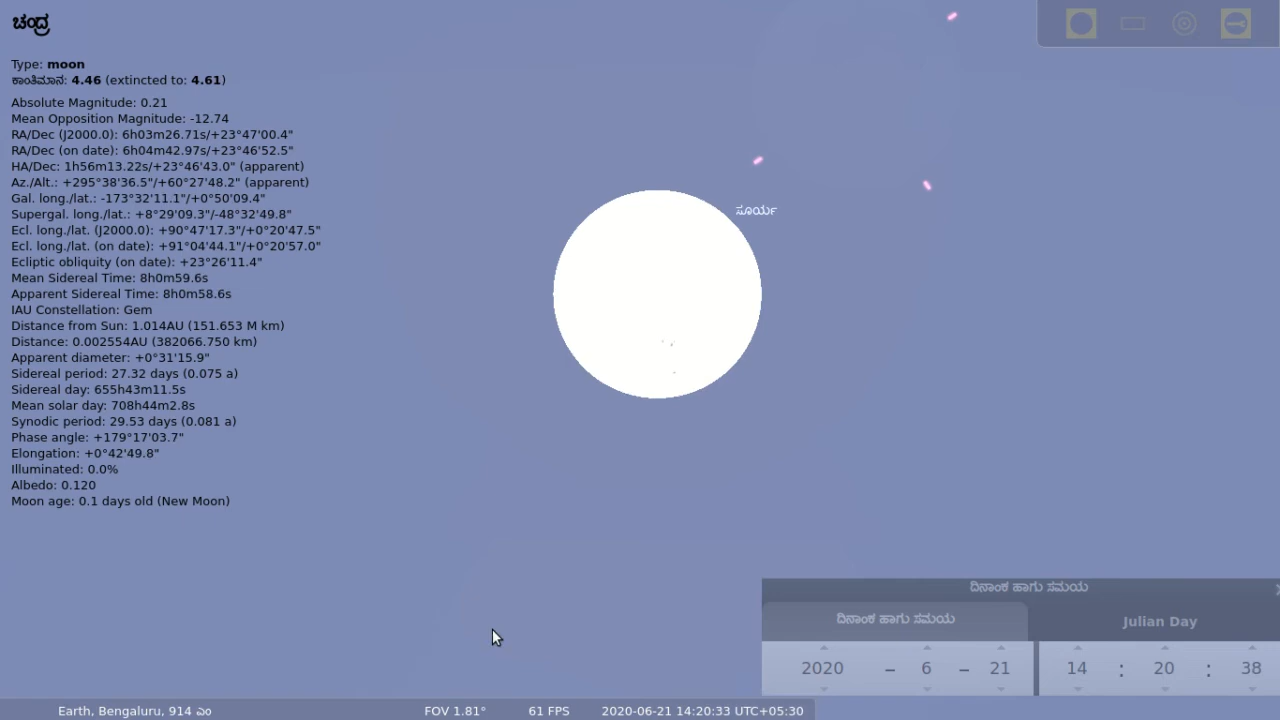 ಚಂದ್ರ
Type: moon
ಕಾಂತಿಮಾನ: 4.46 (extincted to: 4.61)
Absolute Magnitude: 0.21
Mean Opposition Magnitude: -12.74
RA/Dec (J2000.0): 6h03m26.71s/+23°47'00.4"
RA/Dec (on date): 6h04m42.97s/+23°46'52.5"
HA/Dec: 1h56m13.22s/+23°46'43.0" (apparent)
Az./Alt.: +295°38'36.5"/+60°27'48.2" (apparent)
Gal. long./lat.: -173°32'11.1"/+0°50'09.4"
Supergal. long./lat.: +8°29'09.3"/-48°32'49.8"
Ecl. long./lat. (J2000.0): +90°47'17.3"/+0°20'47.5"
Ecl. long./lat. (on date): +91°04'44.1"/+0°20'57.0"
Ecliptic obliquity (on date): +23°26'11.4"
Mean Sidereal Time: 8h0m59.6s
Apparent Sidereal Time: 8h0m58.6s
IAU Constellation: Gem
Distance from Sun: 1.014AU (151.653 M km)
Distance: 0.002554AU (382066.750 km)
Apparent diameter: +0°31'15.9"
Sidereal period: 27.32 days (0.075 a)
Sidereal day: 655h43m11.5s
Mean solar day: 708h44m2.8s
Synodic period: 29.53 days (0.081 a)
Phase angle: +179°17'03.7"
Elongation: +0°42'49.8"
Illuminated: 0.0%
Albedo: 0.120
Moon age: 0.1 days old (New Moon)
ಸೂರ್ಯ
ದಿನಾಂಕ ಹಾಗು ಸಮಯ
ದಿನಾಂಕ ಹಾಗು ಸಮಯ Julian Day
2020 – 6 – 21 14 : 20 : 38
Earth, Bengaluru, 914 ಎಂ FOV 1.81° 61 FPS 2020-06-21 14:20:33 UTC+05:30